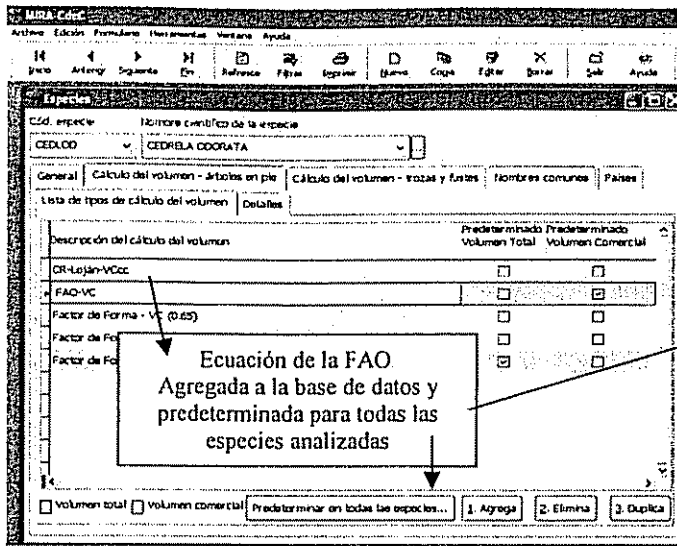 MIRA CdeC
Archivo Edición Formulario Herramientas Ventana Ayuda
Inicio Anterior Siguiente Fin Refresca Filtrar Imprimir Nuevo Copia Editar Borrar Salir Ayuda
Especies
Cód. especie Nombre científico de la especie
CEDLOD CEDRELA ODORATA
General Cálculo del volumen - árboles en pie Cálculo del volumen - trozas y fustes Nombres comunes Países
Lista de tipos de cálculo del volumen Detalles
Predeterminado Predeterminado
Descripción del cálculo del volumen Volumen Total Volumen Comercial
CR-Loján-VCcc
FAO-VC
Factor de Forma - VC (0.65)
Factor de Fo
Factor de Fo
Ecuación de la FAO
Agregada a la base de datos y
predeterminada para todas las
especies analizadas
Volumen total Volumen comercial Predeterminar en todas las especies... 1. Agrega 2. Elimina 3. Duplica